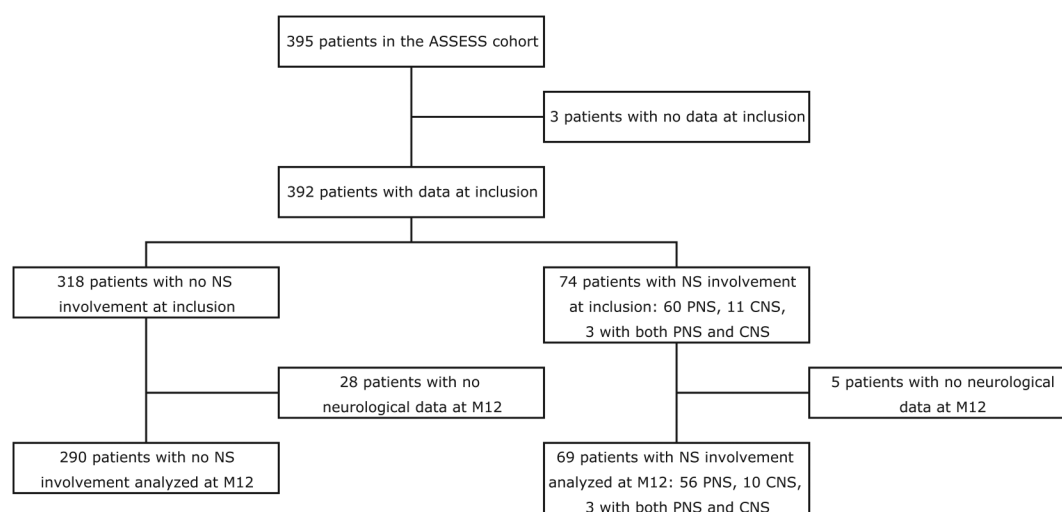 395 patients in the ASSESS cohort
3 patients with no data at inclusion
392 patients with data at inclusion
318 patients with no NS
involvement at inclusion
74 patients with NS involvement
at inclusion: 60 PNS, 11 CNS,
3 with both PNS and CNS
28 patients with no
neurological data at M12
5 patients with no neurological
data at M12
290 patients with no NS
involvement analyzed at M12
69 patients with NS involvement
analyzed at M12: 56 PNS, 10 CNS,
3 with both PNS and CNS